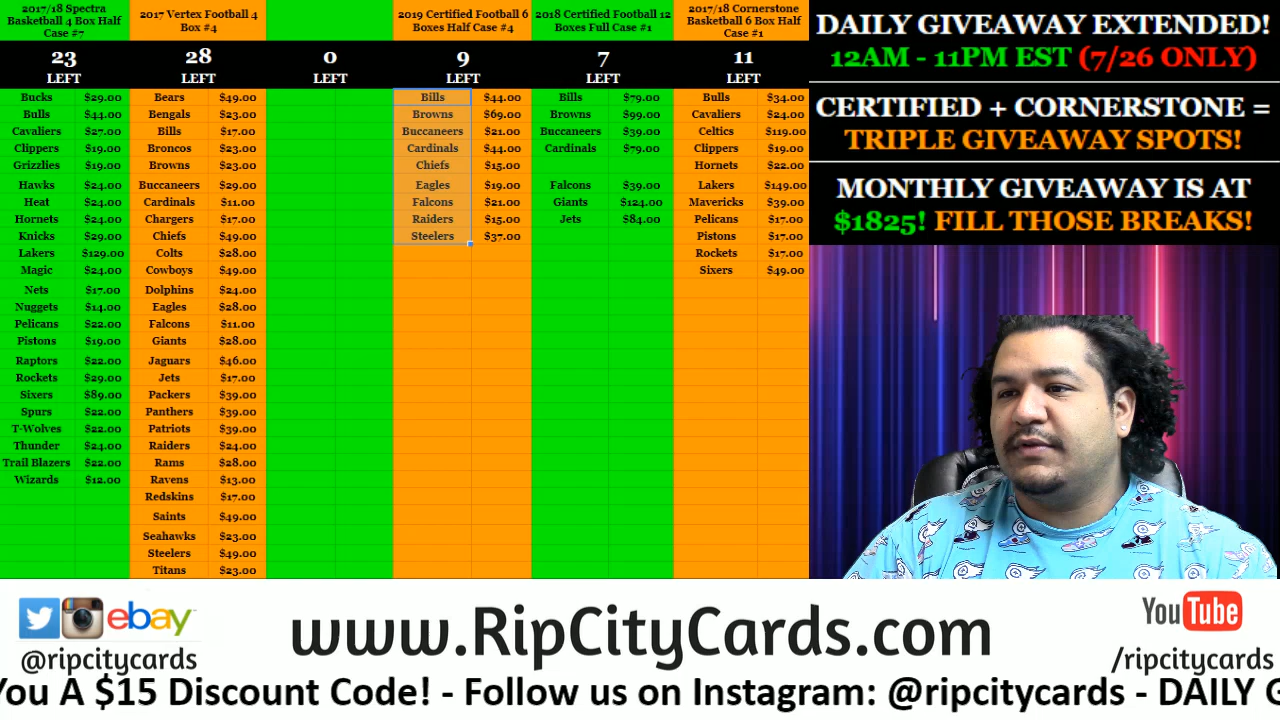 2017/18 Spectra
Basketball 4 Box Half
Case #7
23
LEFT
Bucks $29.00
Bulls $44.00
Cavaliers $27.00
Clippers $19.00
Grizzlies $19.00
Hawks $24.00
Heat $24.00
Hornets $24.00
Knicks $29.00
Lakers $129.00
Magic $24.00
Nets $17.00
Nuggets $14.00
Pelicans $22.00
Pistons $19.00
Raptors $22.00
Rockets $29.00
Sixers $89.00
Spurs $22.00
T-Wolves $22.00
Thunder $24.00
Trail Blazers $22.00
Wizards $12.00
2017 Vertex Football 4
Box #4
28
LEFT
Bears $49.00
Bengals $23.00
Bills $17.00
Broncos $23.00
Browns $23.00
Buccaneers $29.00
Cardinals $11.00
Chargers $17.00
Chiefs $49.00
Colts $28.00
Cowboys $49.00
Dolphins $24.00
Eagles $28.00
Falcons $11.00
Giants $28.00
Jaguars $46.00
Jets $17.00
Packers $39.00
Panthers $39.00
Patriots $39.00
Raiders $24.00
Rams $28.00
Ravens $13.00
Redskins $17.00
Saints $49.00
Seahawks $23.00
Steelers $49.00
Titans $23.00
0
LEFT
2019 Certified Football 6
Boxes Half Case #4
9
LEFT
Bills $44.00
Browns $69.00
Buccaneers $21.00
Cardinals $44.00
Chiefs $15.00
Eagles $19.00
Falcons $21.00
Raiders $15.00
Steelers $37.00
2018 Certified Football 12
Boxes Full Case #1
7
LEFT
Bills $79.00
Browns $99.00
Buccaneers $39.00
Cardinals $79.00
Falcons $39.00
Giants $124.00
Jets $84.00
2017/18 Cornerstone
Basketball 6 Box Half
Case #1
11
LEFT
Bulls $34.00
Cavaliers $24.00
Celtics $119.00
Clippers $19.00
Hornets $22.00
Lakers $149.00
Mavericks $39.00
Pelicans $17.00
Pistons $17.00
Rockets $17.00
Sixers $49.00
DAILY GIVEAWAY EXTENDED!
12AM - 11PM EST (7/26 ONLY)
CERTIFIED + CORNERSTONE =
TRIPLE GIVEAWAY SPOTS!
MONTHLY GIVEAWAY IS AT
$1825! FILL THOSE BREAKS!
ebay
@ripcitycards
www.RipCityCards.com
YouTube
/ripcitycards
You A $15 Discount Code! - Follow us on Instagram: @ripcitycards - DAILY G